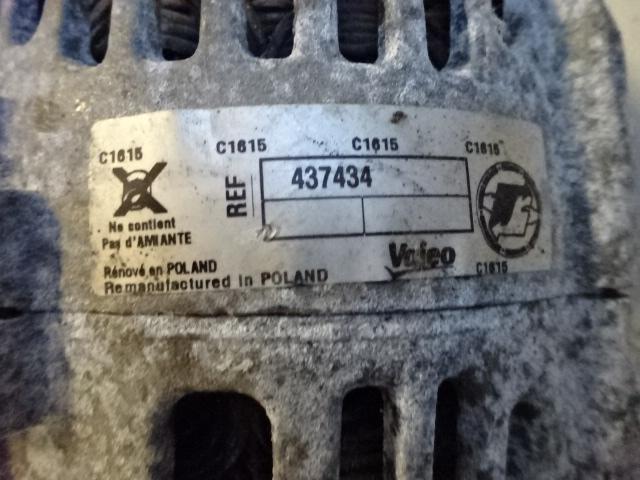 C1615 C1615 C1615 C1615
REF 437434
Ne contient
Pas d'AMIANTE
Valeo
Rénové en POLAND C1615
Remanufactured in POLAND